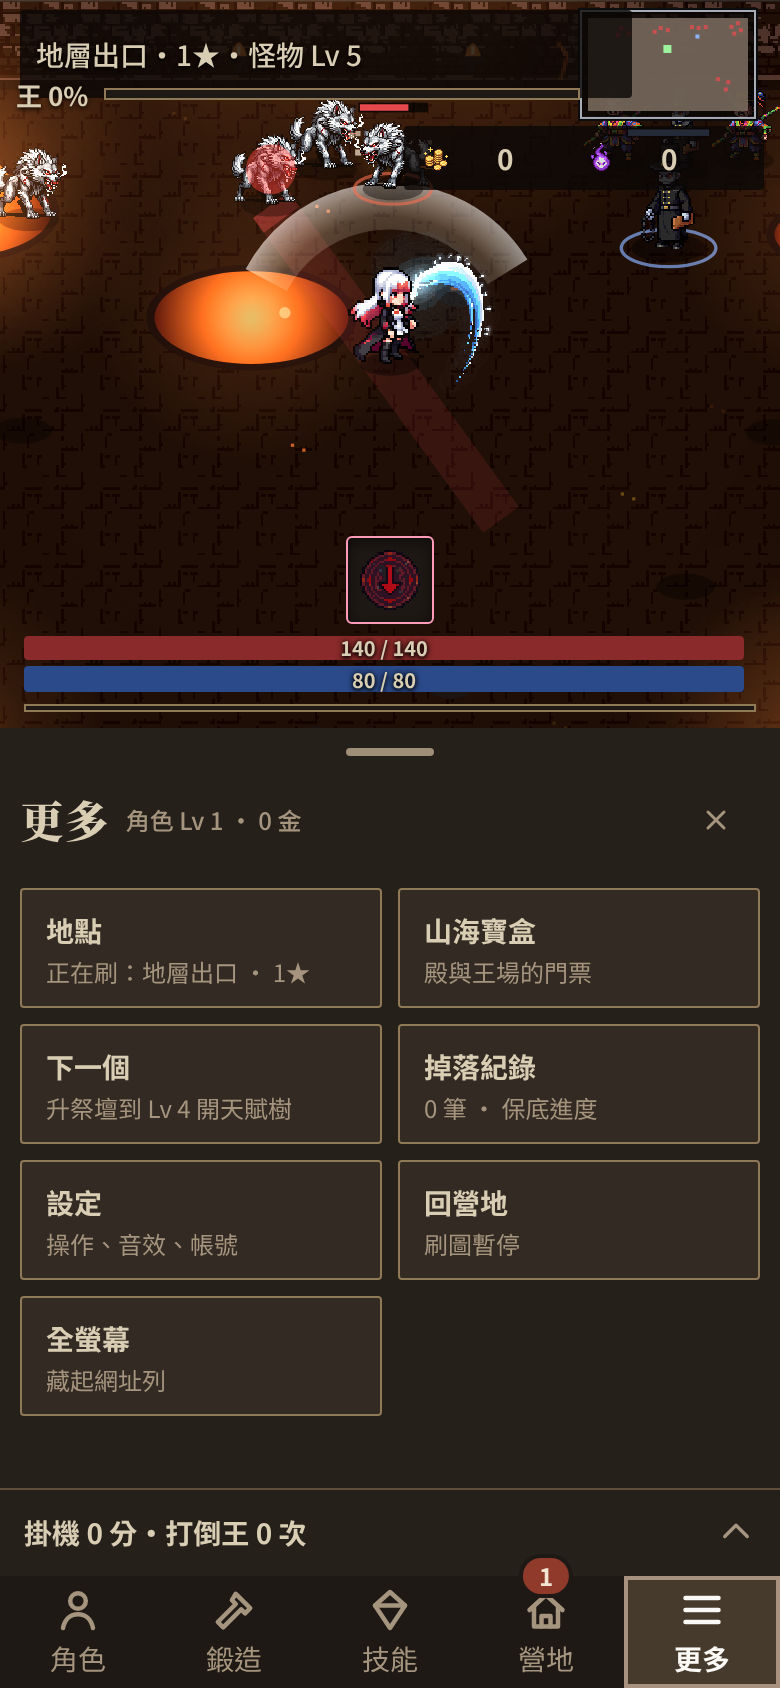 地層出口・1★・怪物 Lv 5
王 0%
0
0
140 / 140
80 / 80
更多 角色 Lv 1 ・ 0 金
地點
正在刷：地層出口 ・ 1★
山海寶盒
殿與王場的門票
下一個
升祭壇到 Lv 4 開天賦樹
掉落紀錄
0 筆 ・ 保底進度
設定
操作、音效、帳號
回營地
刷圖暫停
全螢幕
藏起網址列
掛機 0 分・打倒王 0 次
1
角色
鍛造
技能
營地
更多